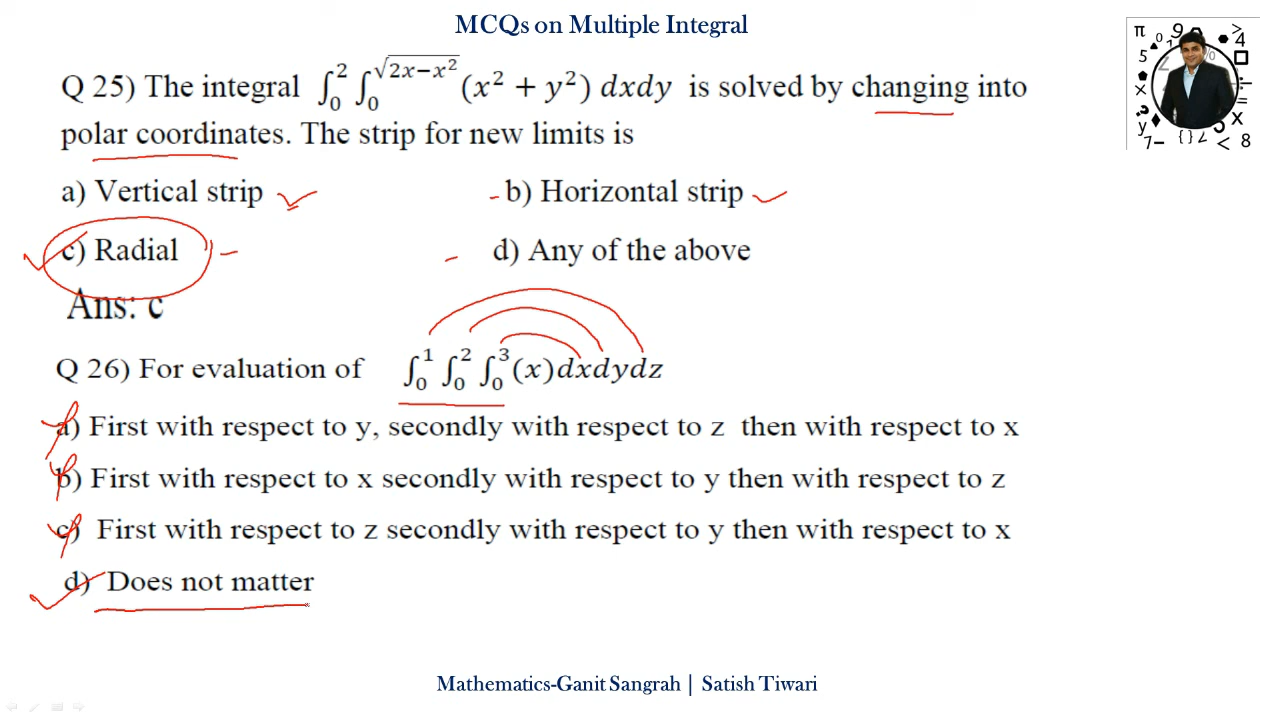 MCQs on Multiple Integral
Q 25) The integral ∫₀² ∫₀^√(2x−x²) (x² + y²) dxdy is solved by changing into
polar coordinates. The strip for new limits is
a) Vertical strip b) Horizontal strip
c) Radial d) Any of the above
Ans: c
Q 26) For evaluation of ∫₀¹ ∫₀² ∫₀³ (x)dxdydz
a) First with respect to y, secondly with respect to z then with respect to x
b) First with respect to x secondly with respect to y then with respect to z
c) First with respect to z secondly with respect to y then with respect to x
d) Does not matter
Mathematics-Ganit Sangrah | Satish Tiwari